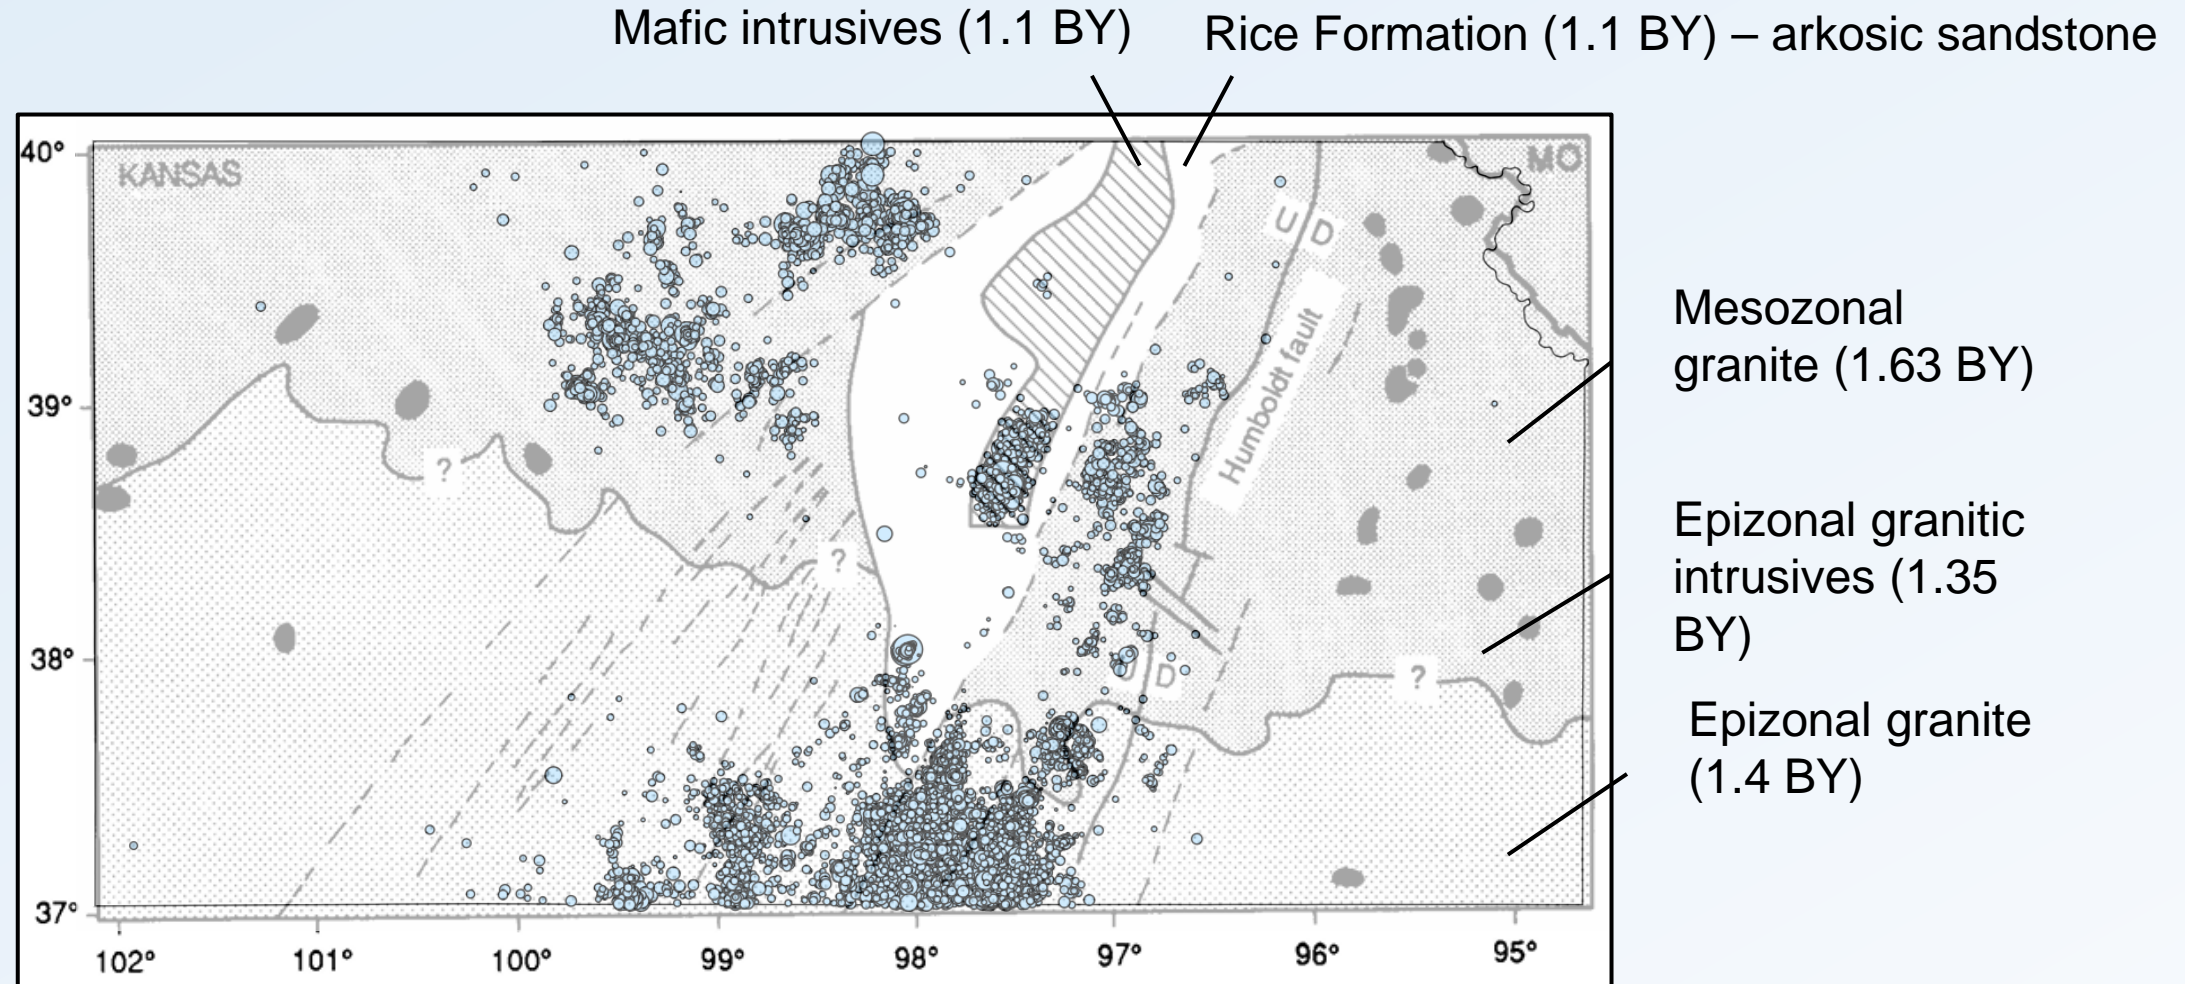 Mafic intrusives (1.1 BY)
Rice Formation (1.1 BY) – arkosic sandstone
40°
KANSAS
MO
U D
Mesozonal
granite (1.63 BY)
Humboldt fault
39°
?
Epizonal granitic
intrusives (1.35
BY)
?
38°
U D
?
Epizonal granite
(1.4 BY)
37°
102° 101° 100° 99° 98° 97° 96° 95°